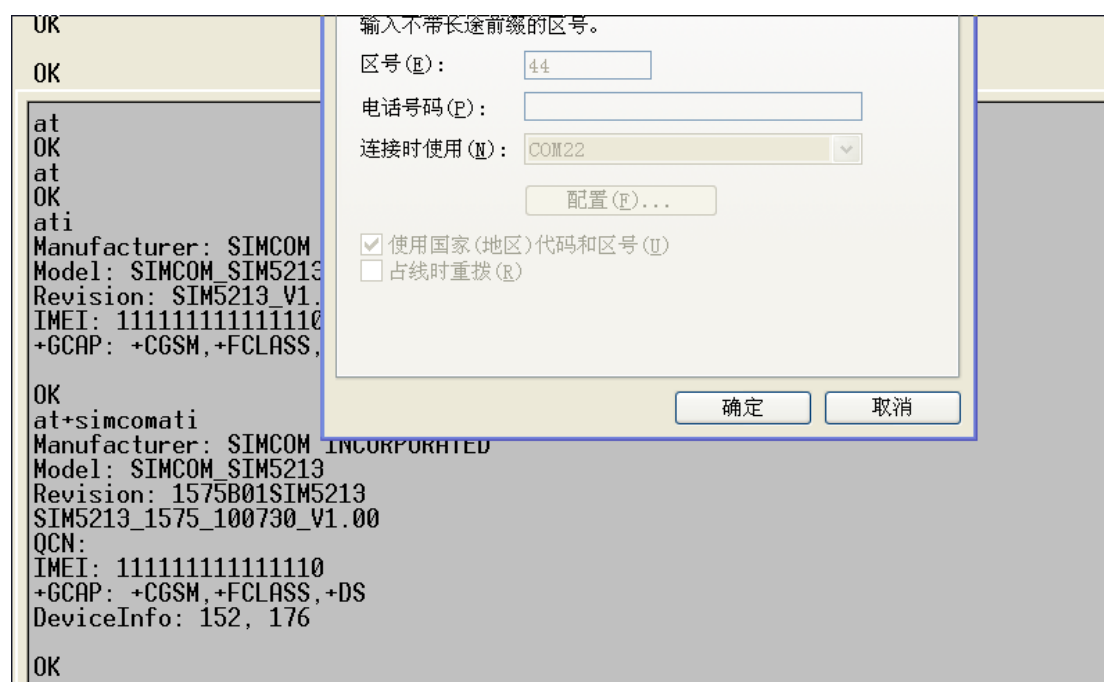 OK
OK
at
OK
at
OK
ati
Manufacturer: SIMCOM
Model: SIMCOM_SIM5213
Revision: SIM5213_V1.
IMEI: 111111111111110
+GCAP: +CGSM,+FCLASS,
OK
at+simcomati
Manufacturer: SIMCOM INCORPORATED
Model: SIMCOM_SIM5213
Revision: 1575B01SIM5213
SIM5213_1575_100730_V1.00
QCN:
IMEI: 111111111111110
+GCAP: +CGSM,+FCLASS,+DS
DeviceInfo: 152, 176
OK
输入不带长途前缀的区号。
区号(E): 44
电话号码(P):
连接时使用(N): COM22
配置(F)...
使用国家(地区)代码和区号(U)
占线时重拨(R)
确定 取消